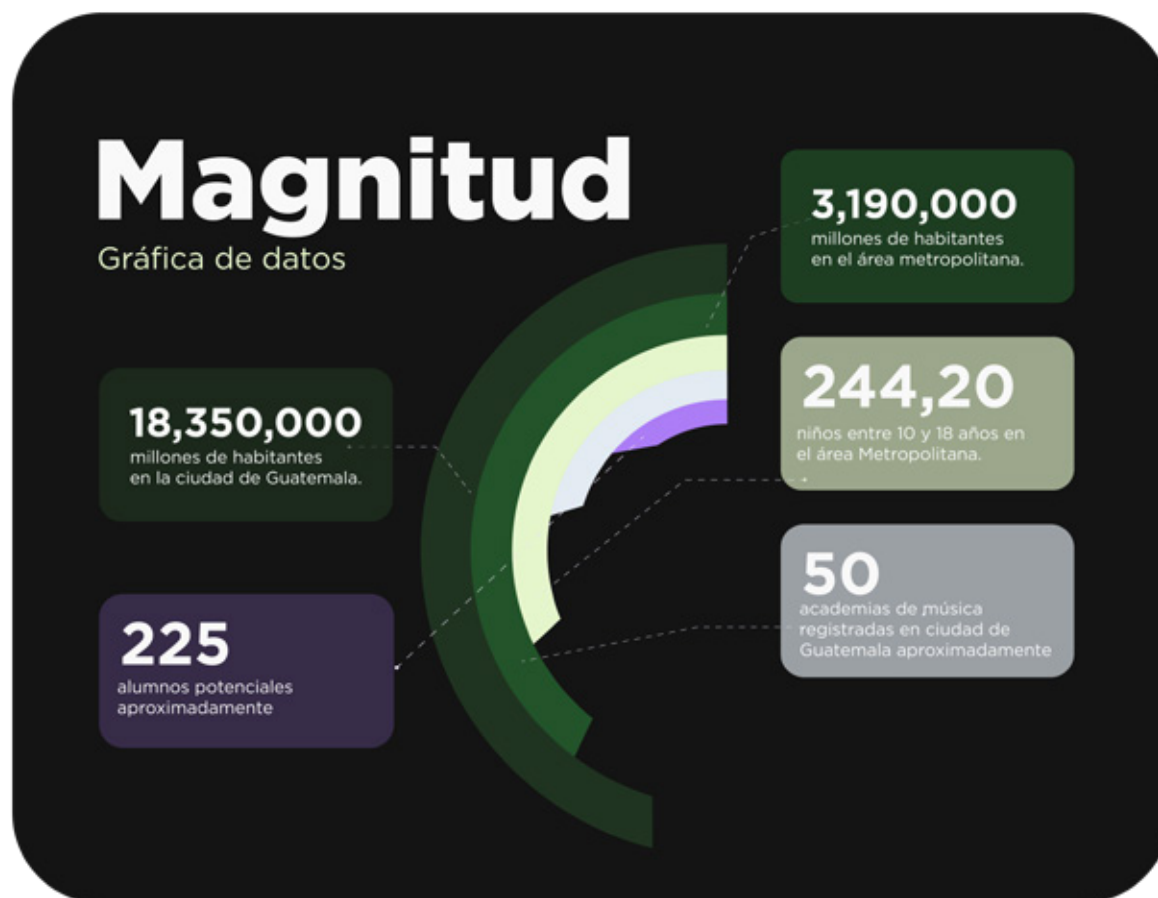 Magnitud
Gráfica de datos
18,350,000
millones de habitantes
en la ciudad de Guatemala.
225
alumnos potenciales
aproximadamente
3,190,000
millones de habitantes
en el área metropolitana.
244,20
niños entre 10 y 18 años en
el área Metropolitana.
50
academias de música
registradas en ciudad de
Guatemala aproximadamente